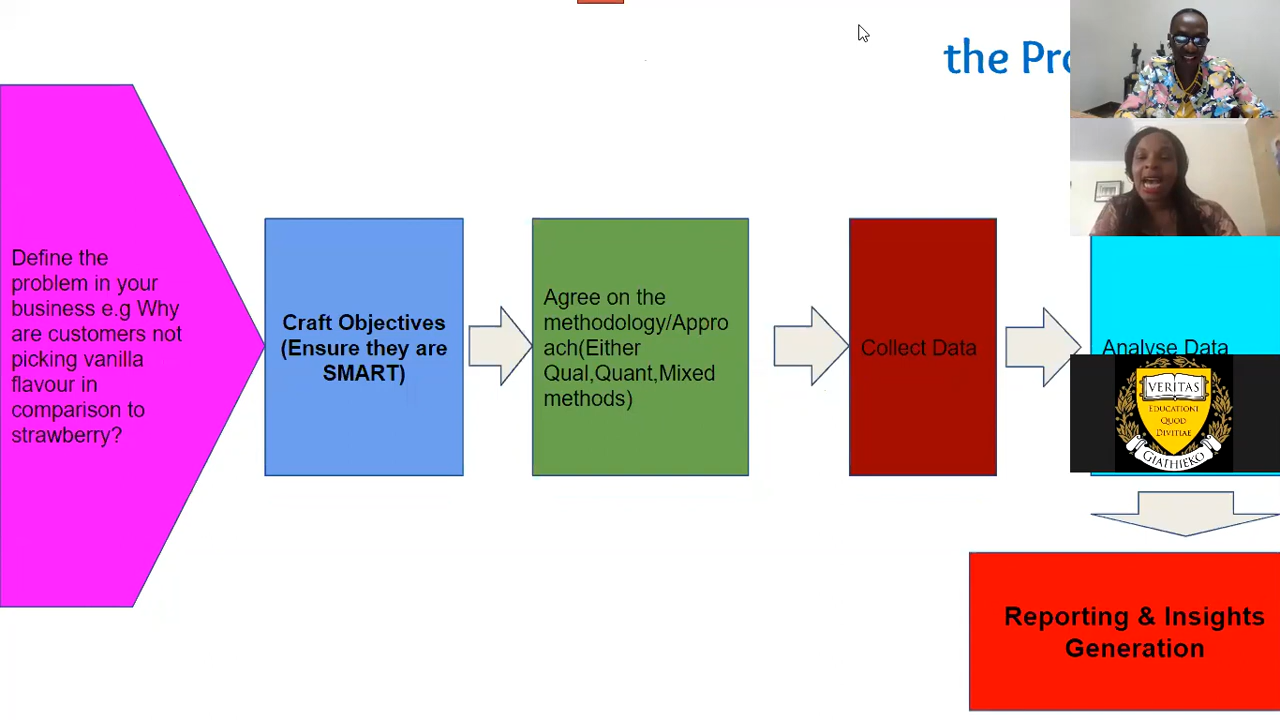 the Pro
Define the
problem in your
business e.g Why
are customers not
picking vanilla
flavour in
comparison to
strawberry?
Craft Objectives
(Ensure they are
SMART)
Agree on the
methodology/Appro
ach(Either
Qual,Quant,Mixed
methods)
Collect Data
Analyse Data
VERITAS
EDUCATIONI
QUOD
DIVITIAE
GIATHIEKO
Reporting & Insights
Generation